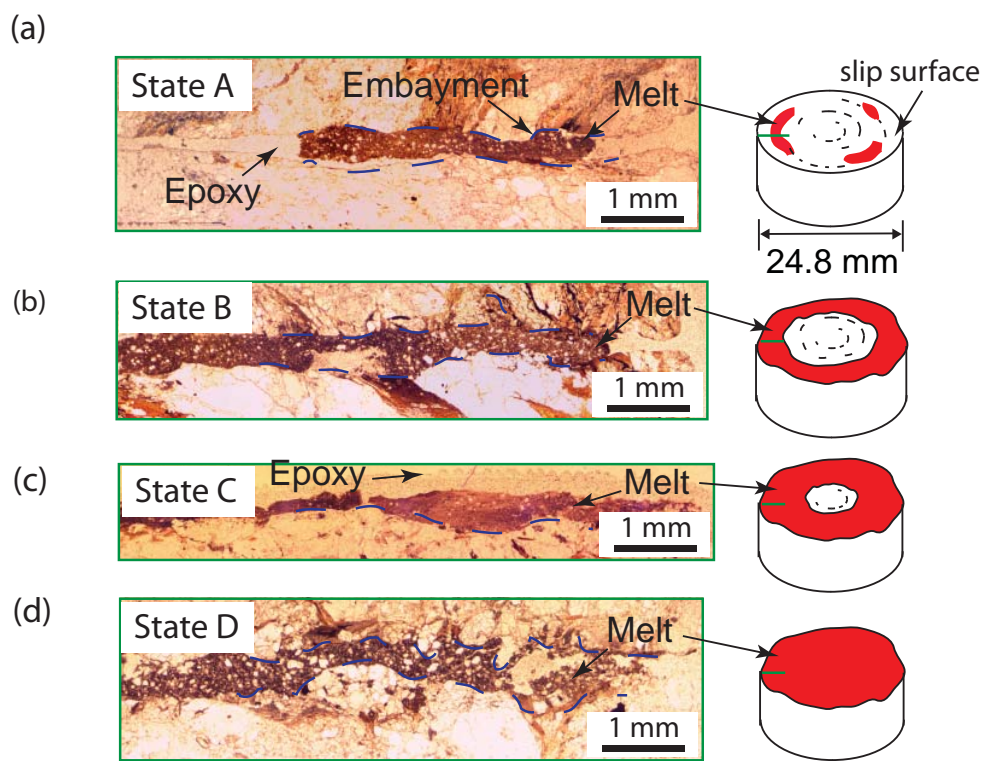 (a)
State A
Embayment
Melt
slip surface
Epoxy
1 mm
24.8 mm
(b)
State B
Melt
1 mm
(c)
State C
Epoxy
Melt
1 mm
(d)
State D
Melt
1 mm